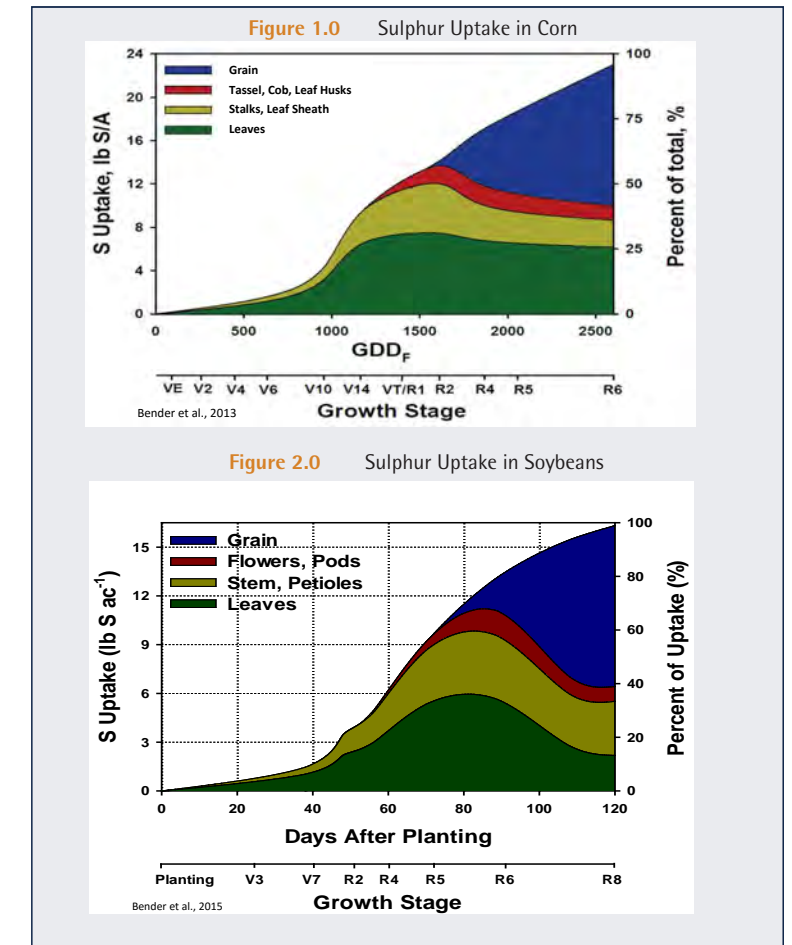 Figure 1.0 Sulphur Uptake in Corn
24
20
16
12
8
4
0
S Uptake, lb S/A
Grain
Tassel, Cob, Leaf Husks
Stalks, Leaf Sheath
Leaves
100
75
50
25
0
Percent of total, %
0 500 1000 1500 2000 2500
GDD_F
VE V2 V4 V6 V10 V14 VT/R1 R2 R4 R5 R6
Bender et al., 2013 Growth Stage
Figure 2.0 Sulphur Uptake in Soybeans
15
12
9
6
3
0
S Uptake (lb S ac⁻¹)
Grain
Flowers, Pods
Stem, Petioles
Leaves
100
80
60
40
20
0
Percent of Uptake (%)
0 20 40 60 80 100 120
Days After Planting
Planting V3 V7 R2 R4 R5 R6 R8
Bender et al., 2015 Growth Stage